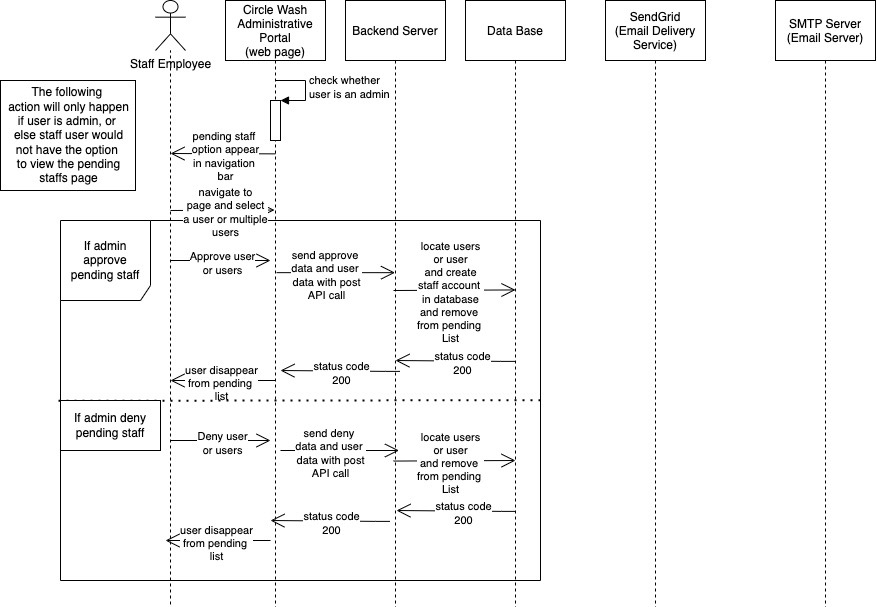 Staff Employee
Circle Wash
Administrative
Portal
(web page)
Backend Server
Data Base
SendGrid
(Email Delivery
Service)
SMTP Server
(Email Server)
check whether
user is an admin
The following
action will only happen
if user is admin, or
else staff user would
not have the option
to view the pending
staffs page
pending staff
option appear
in navigation
bar
navigate to
page and select
a user or multiple
users
If admin
approve
pending staff
Approve user
or users
send approve
data and user
data with post
API call
locate users
or user
and create
staff account
in database
and remove
from pending
List
status code
200
status code
200
user disappear
from pending
list
If admin deny
pending staff
Deny user
or users
send deny
data and user
data with post
API call
locate users
or user
and remove
from pending
List
status code
200
status code
200
user disappear
from pending
list